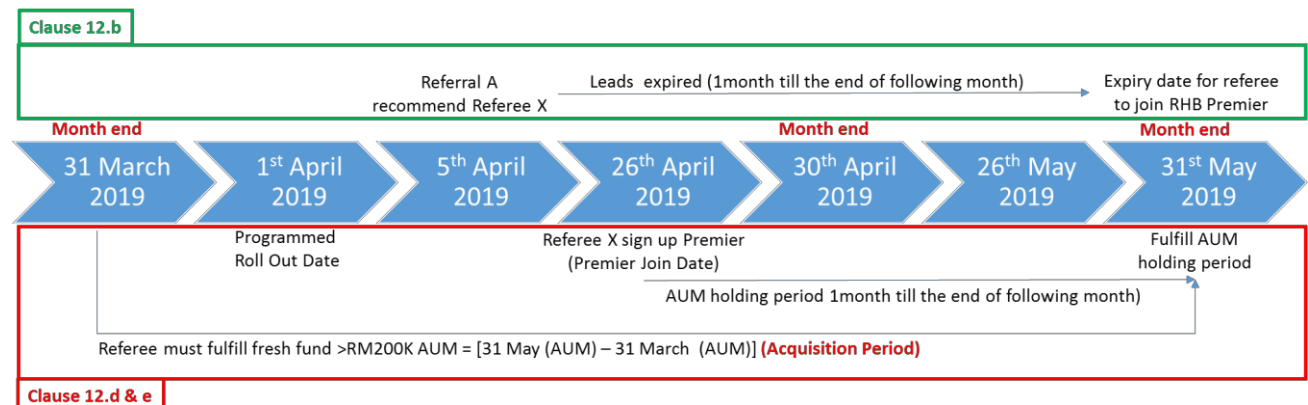 Clause 12.b
Referral A
recommend Referee X
Leads expired (1month till the end of following month)
Expiry date for referee
to join RHB Premier
Month end
Month end
Month end
31 March
2019
1st April
2019
5th April
2019
26th April
2019
30th April
2019
26th May
2019
31st May
2019
Programmed
Roll Out Date
Referee X sign up Premier
(Premier Join Date)
Fulfill AUM
holding period
AUM holding period 1month till the end of following month)
Referee must fulfill fresh fund >RM200K AUM = [31 May (AUM) – 31 March (AUM)] (Acquisition Period)
Clause 12.d & e